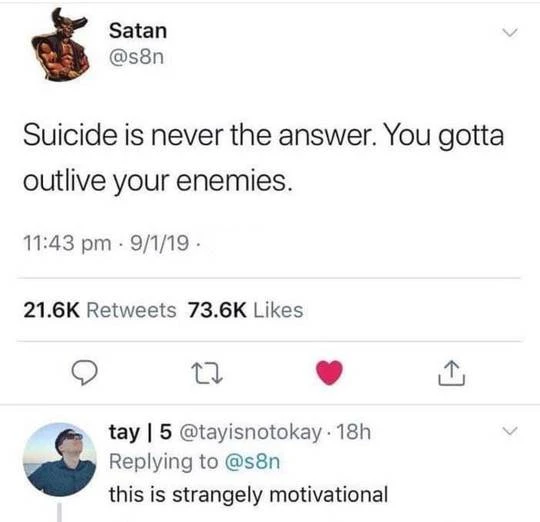 Satan
@s8n
Suicide is never the answer. You gotta
outlive your enemies.
11:43 pm · 9/1/19 ·
21.6K Retweets 73.6K Likes
tay | 5 @tayisnotokay · 18h
Replying to @s8n
this is strangely motivational